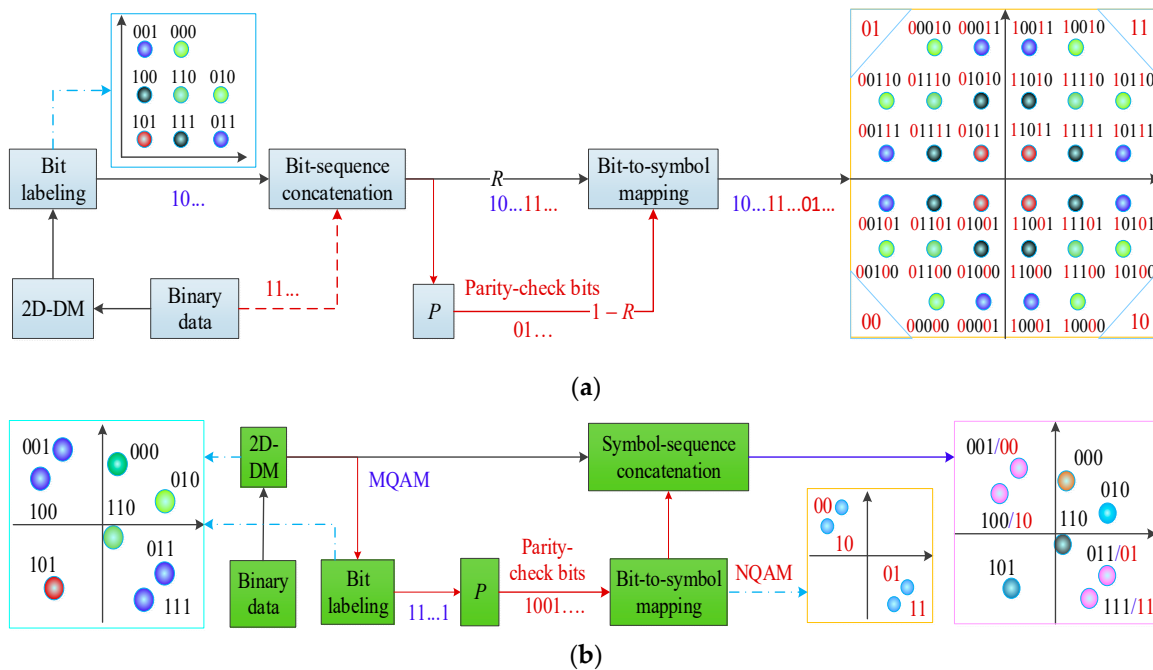 001 000
100 110 010
101 111 011
Bit
labeling
10...
Bit-sequence
concatenation
R
10...11...
Bit-to-symbol
mapping
10...11...01...
2D-DM
Binary
data
11...
P
Parity-check bits
01…
1 – R
01 00010 00011 10011 10010 11
00110 01110 01010 11010 11110 10110
00111 01111 01011 11011 11111 10111
00101 01101 01001 11001 11101 10101
00100 01100 01000 11000 11100 10100
00 00000 00001 10001 10000 10
(a)
001 000
010
100 110
101 011
111
2D-
DM
MQAM
Symbol-sequence
concatenation
Binary
data
Bit
labeling
11...1
P
Parity-
check bits
1001….
Bit-to-symbol
mapping
NQAM
00
10
01
11
001/00 000
010
100/10 110
101 011/01
111/11
(b)